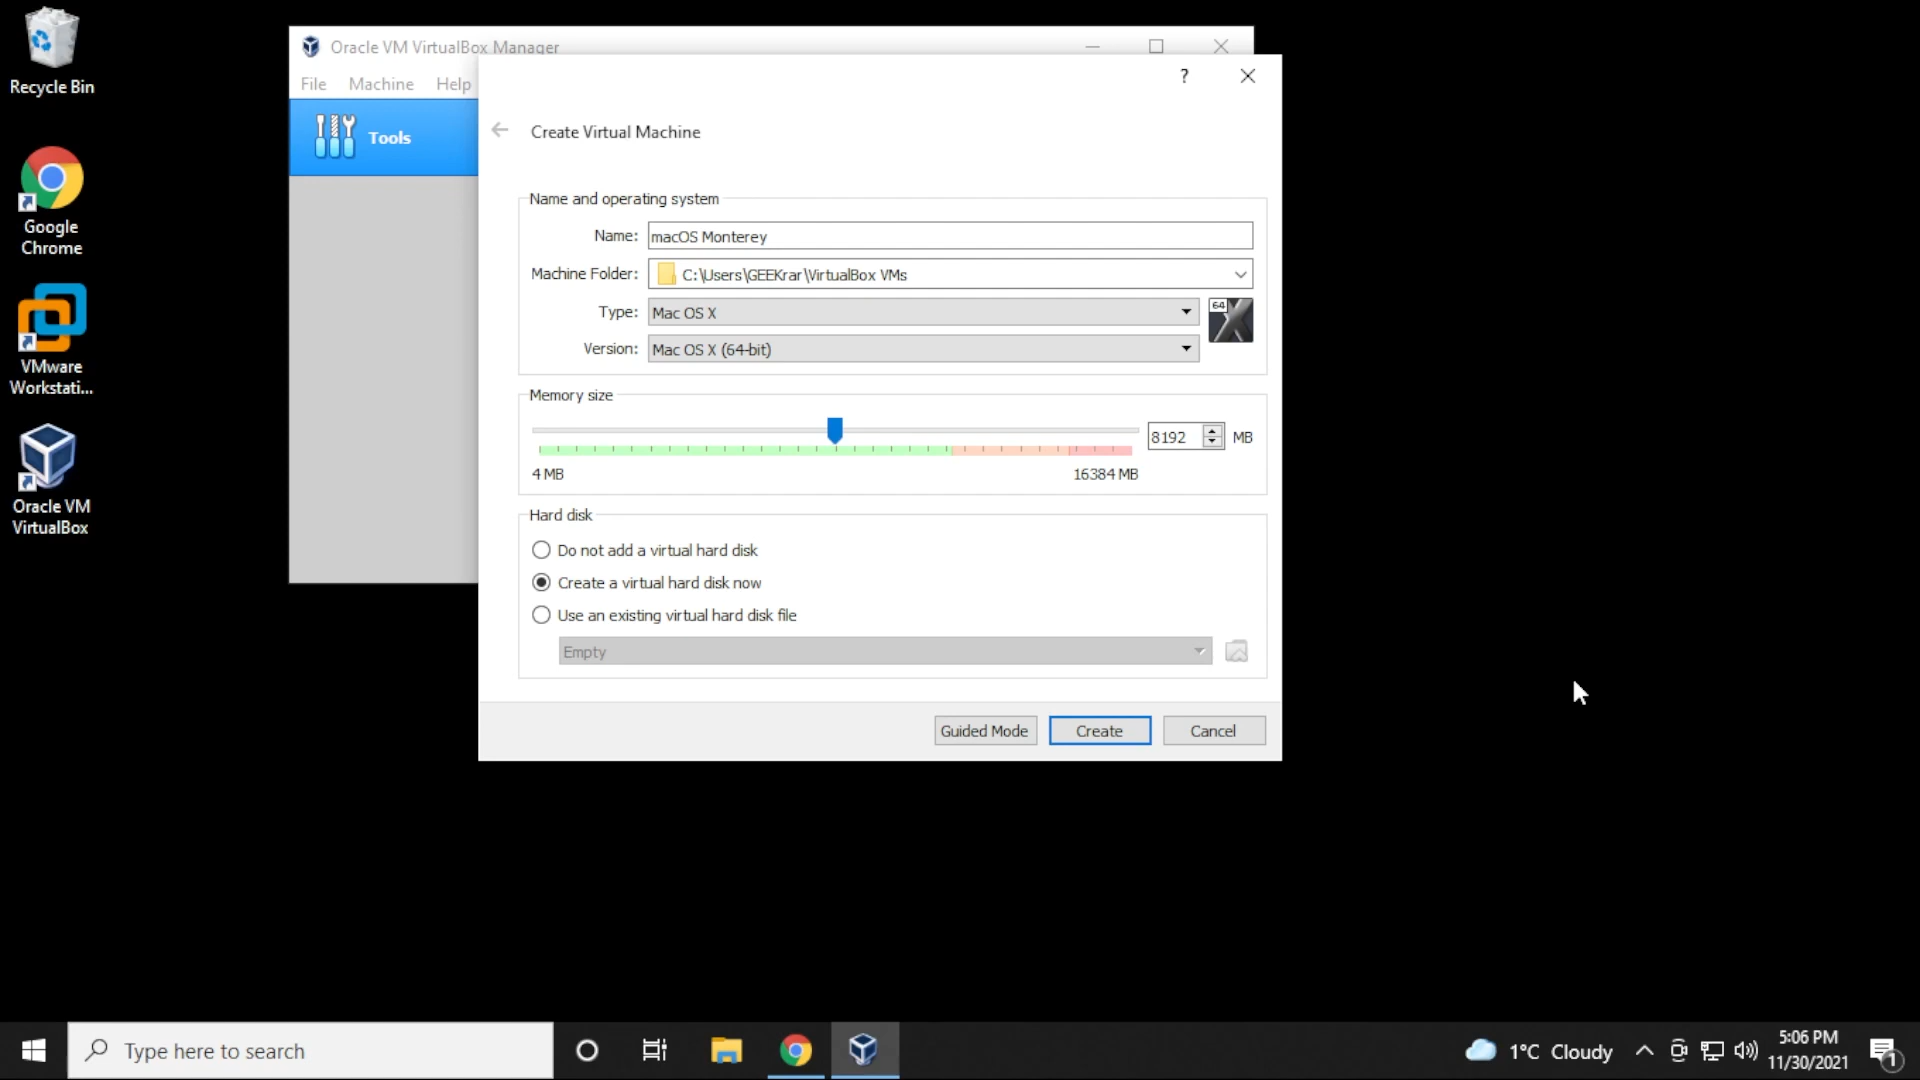 Recycle Bin
Google
Chrome
VMware
Workstati...
Oracle VM
VirtualBox
Oracle VM VirtualBox Manager
File Machine Help
Tools
?
Create Virtual Machine
Name and operating system
Name: macOS Monterey
Machine Folder: C:\Users\GEEKrar\VirtualBox VMs
Type: Mac OS X
64
Version: Mac OS X (64-bit)
Memory size
8192 MB
4 MB 16384 MB
Hard disk
Do not add a virtual hard disk
Create a virtual hard disk now
Use an existing virtual hard disk file
Empty
Guided Mode Create Cancel
Type here to search
1°C Cloudy
5:06 PM
11/30/2021
1